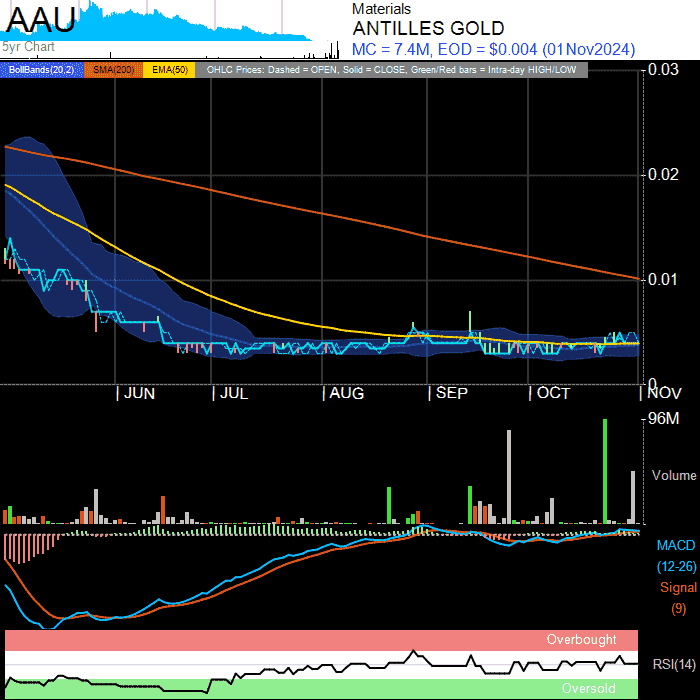 AAU
5yr Chart
Materials
ANTILLES GOLD
MC = 7.4M, EOD = $0.004 (01Nov2024)
BollBands(20,2) SMA(200) EMA(50) OHLC Prices: Dashed = OPEN, Solid = CLOSE, Green/Red bars = Intra-day HIGH/LOW
0.03
0.02
0.01
0
JUN JUL AUG SEP OCT NOV
96M
Volume
MACD
(12-26)
Signal
(9)
Overbought
RSI(14)
Oversold